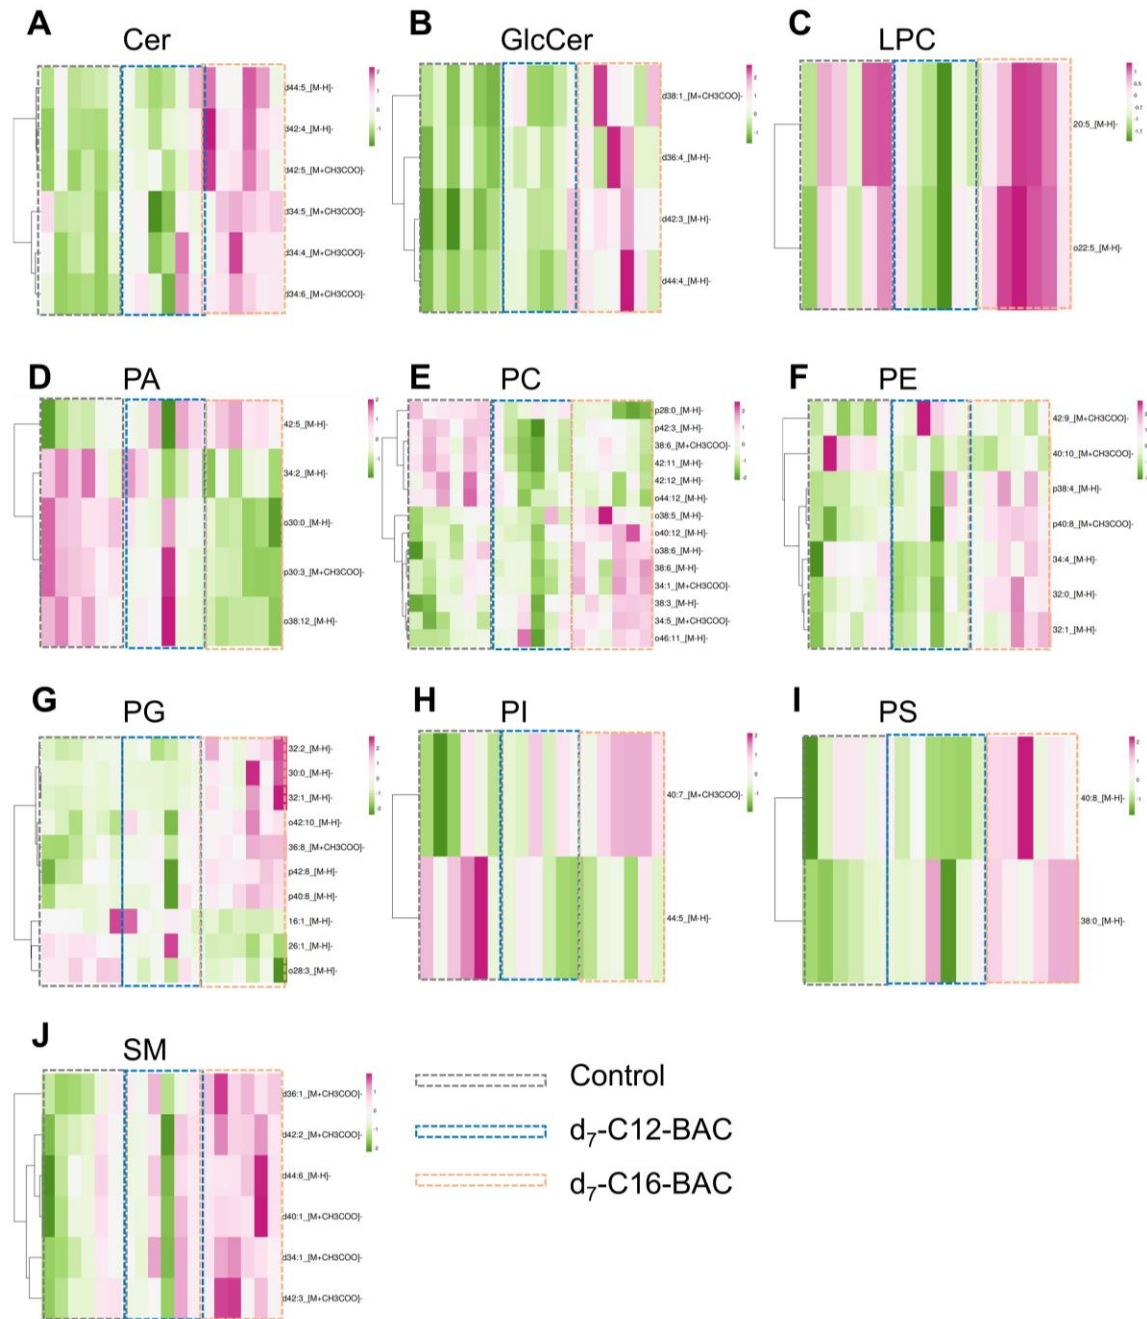 A
Cer
d44:5_[M-H]-
d42:4_[M-H]-
d42:5_[M+CH3COO]-
d34:5_[M+CH3COO]-
d34:4_[M+CH3COO]-
d34:6_[M+CH3COO]-
B
GlcCer
d38:1_[M+CH3COO]-
d36:4_[M-H]-
d42:3_[M-H]-
d44:4_[M-H]-
C
LPC
20:5_[M-H]-
o22:5_[M-H]-
D
PA
42:5_[M-H]-
34:2_[M-H]-
o30:0_[M-H]-
p30:3_[M+CH3COO]-
o38:12_[M-H]-
E
PC
p28:0_[M-H]-
p42:3_[M-H]-
38:6_[M+CH3COO]-
42:11_[M-H]-
42:12_[M-H]-
o44:12_[M-H]-
o38:5_[M-H]-
o40:12_[M-H]-
o38:6_[M-H]-
38:6_[M-H]-
34:1_[M+CH3COO]-
38:3_[M-H]-
34:5_[M+CH3COO]-
o46:11_[M-H]-
F
PE
42:9_[M+CH3COO]-
40:10_[M+CH3COO]-
p38:4_[M-H]-
p40:8_[M+CH3COO]-
34:4_[M-H]-
32:0_[M-H]-
32:1_[M-H]-
G
PG
32:2_[M-H]-
30:0_[M-H]-
32:1_[M-H]-
o42:10_[M-H]-
36:8_[M+CH3COO]-
p42:8_[M-H]-
p40:8_[M-H]-
16:1_[M-H]-
26:1_[M-H]-
o28:3_[M-H]-
H
PI
40:7_[M+CH3COO]-
44:5_[M-H]-
I
PS
40:8_[M-H]-
38:0_[M-H]-
J
SM
d36:1_[M+CH3COO]-
d42:2_[M+CH3COO]-
d44:6_[M-H]-
d40:1_[M+CH3COO]-
d34:1_[M+CH3COO]-
d42:3_[M+CH3COO]-
Control
d₇-C12-BAC
d₇-C16-BAC